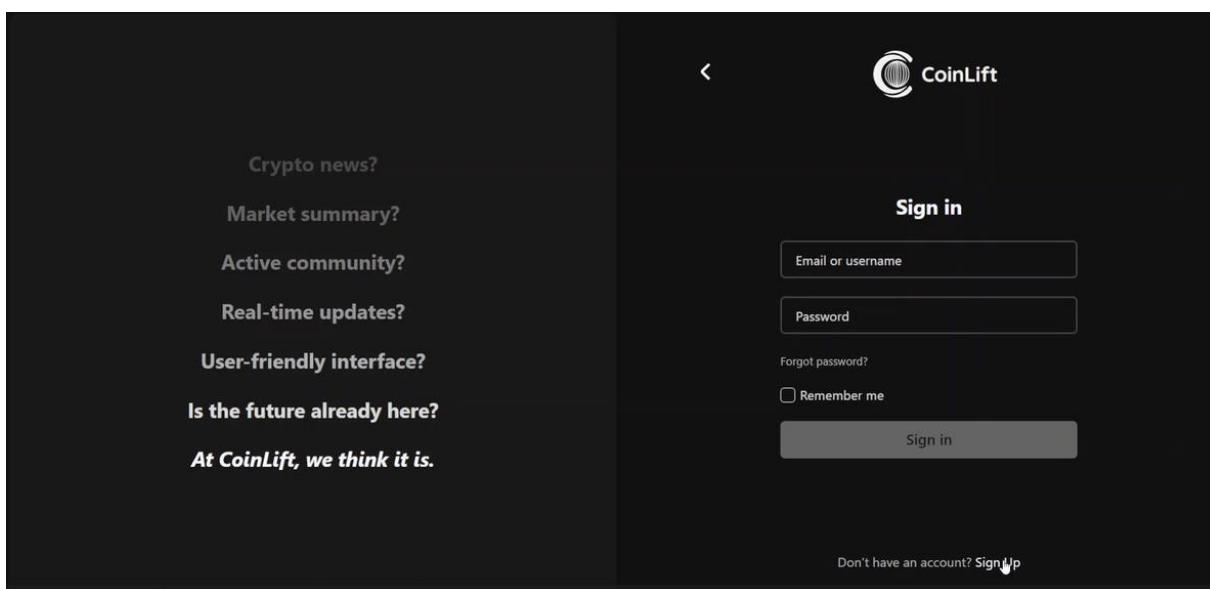 Crypto news?
Market summary?
Active community?
Real-time updates?
User-friendly interface?
Is the future already here?
At CoinLift, we think it is.
CoinLift
Sign in
Email or username
Password
Forgot password?
Remember me
Sign in
Don't have an account? Sign Up